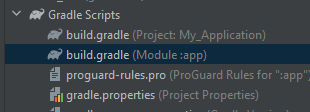 Gradle Scripts
build.gradle (Project: My_Application)
build.gradle (Module :app)
proguard-rules.pro (ProGuard Rules for ":app")
gradle.properties (Project Properties)